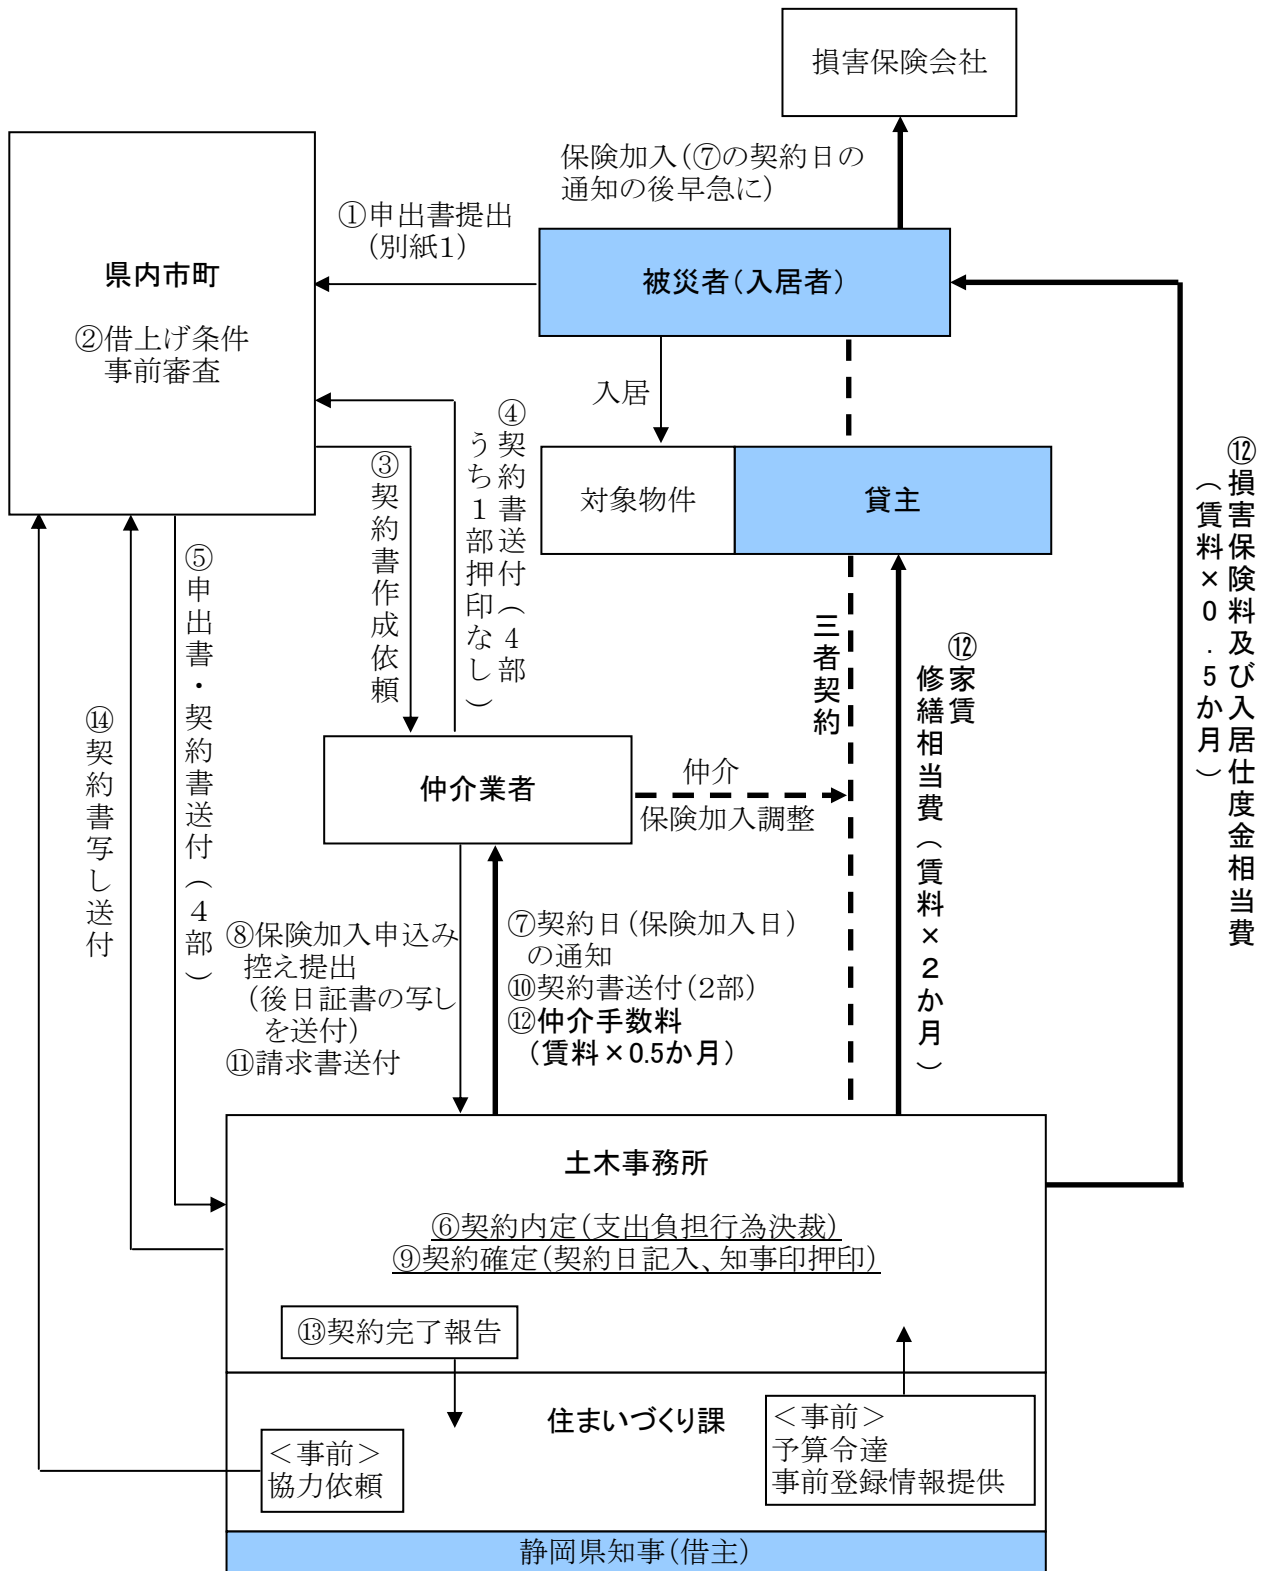 損害保険会社
保険加入（⑦の契約日の
通知の後早急に）
①申出書提出
（別紙１）
県内市町
②借上げ条件
事前審査
被災者（入居者）
入居
対象物件
貸主
③契約書作成依頼
④契約書送付（４部
うち１部押印なし）
⑤申出書・契約書送付（４部）
⑭契約書写し送付
三者契約
⑫家賃
修繕相当費（賃料×２か月）
⑫損害保険料及び入居仕度金相当費
（賃料×０．５か月）
仲介業者
仲介
保険加入調整
⑧保険加入申込み
控え提出
（後日証書の写し
を送付）
⑪請求書送付
⑦契約日（保険加入日）
の通知
⑩契約書送付（２部）
⑫仲介手数料
（賃料×0.5か月）
土木事務所
⑥契約内定（支出負担行為決裁）
⑨契約確定（契約日記入、知事印押印）
⑬契約完了報告
住まいづくり課
＜事前＞
協力依頼
＜事前＞
予算令達
事前登録情報提供
静岡県知事（借主）